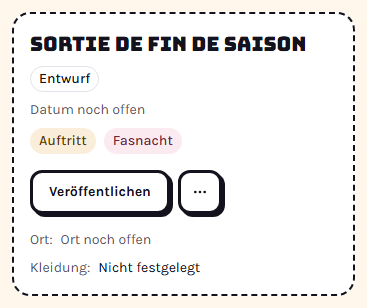 SORTIE DE FIN DE SAISON
Entwurf
Datum noch offen
Auftritt Fasnacht
Veröffentlichen ...
Ort: Ort noch offen
Kleidung: Nicht festgelegt